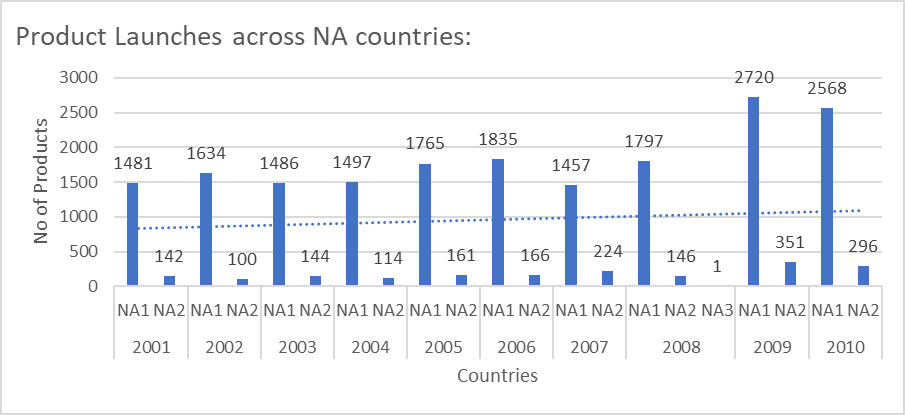 Product Launches across NA countries:
No of Products
3000
2500
2000
1500
1000
500
0
1481 142 1634 100 1486 144 1497 114 1765 161 1835 166 1457 224 1797 146 1 2720 351 2568 296
NA1 NA2 NA1 NA2 NA1 NA2 NA1 NA2 NA1 NA2 NA1 NA2 NA1 NA2 NA1 NA2 NA3 NA1 NA2 NA1 NA2
2001 2002 2003 2004 2005 2006 2007 2008 2009 2010
Countries